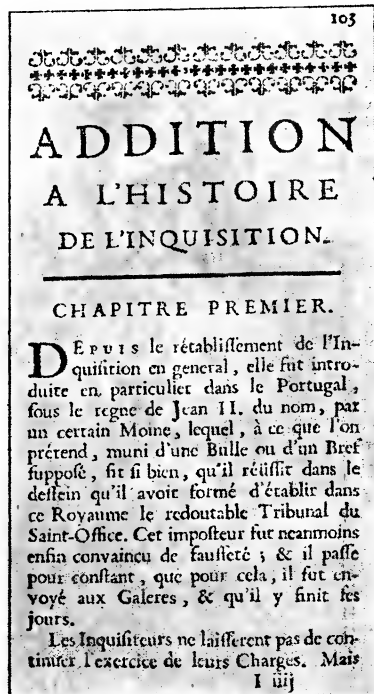 103
ADDITION
A L'HISTOIRE
DE L'INQUISITION.
CHAPITRE PREMIER.
DEPUIS le rétablissement de l'In-
quisition en general, elle fut intro-
duite en particulier dans le Portugal,
sous le regne de Jean II. du nom, par
un certain Moine, lequel, à ce que l'on
prétend, muni d'une Bulle ou d'un Bref
supposé, fit si bien, qu'il réüssit dans le
dessein qu'il avoit formé d'établir dans
ce Royaume le redoutable Tribunal du
Saint-Office. Cet imposteur fut neanmoins
enfin convaincu de fausseté ; & il passe
pour constant, que pour cela, il fut en-
voyé aux Galeres, & qu'il y finit ses
jours.
Les Inquisiteurs ne laisserent pas de con-
tinuer l'exercice de leurs Charges. Mais
I iiij